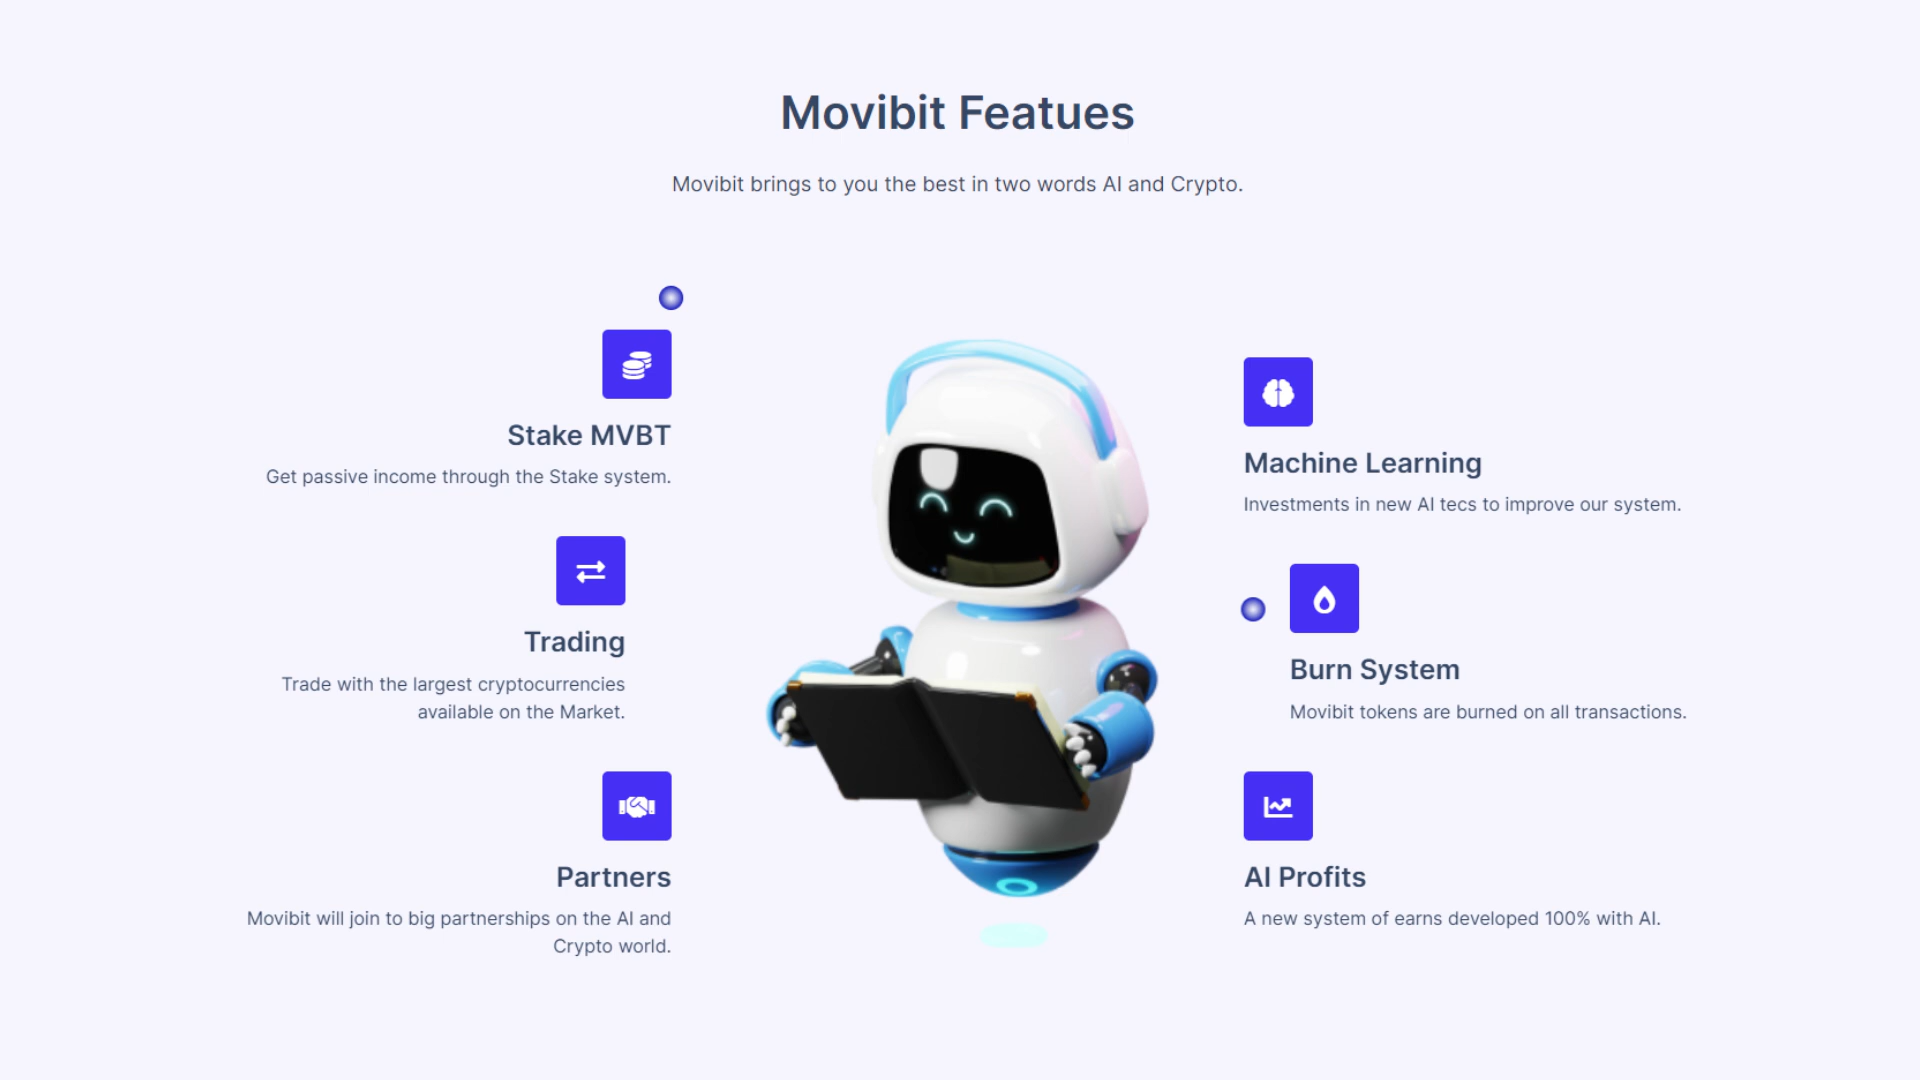 Movibit Featues
Movibit brings to you the best in two words AI and Crypto.
Stake MVBT
Get passive income through the Stake system.
Trading
Trade with the largest cryptocurrencies
available on the Market.
Partners
Movibit will join to big partnerships on the AI and
Crypto world.
Machine Learning
Investments in new AI tecs to improve our system.
Burn System
Movibit tokens are burned on all transactions.
AI Profits
A new system of earns developed 100% with AI.